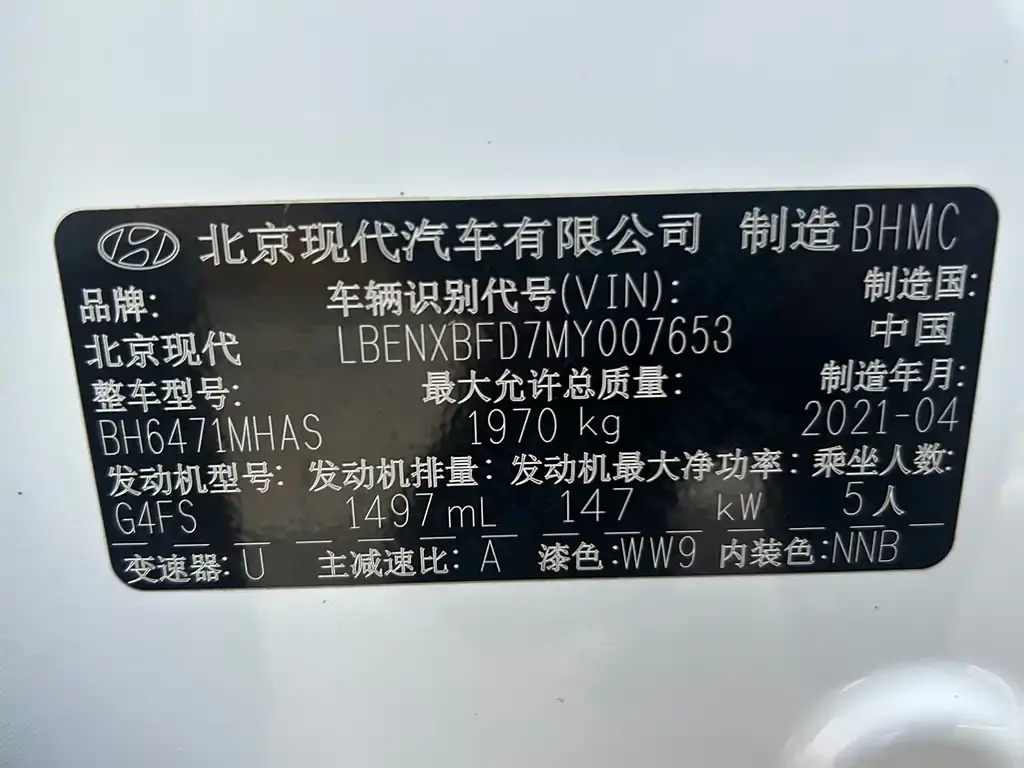 北京现代汽车有限公司 制造 BHMC
品牌: 车辆识别代号(VIN): 制造国:
北京现代 LBENXBFD7MY007653 中国
整车型号: 最大允许总质量: 制造年月:
BH6471MHAS 1970 kg 2021-04
发动机型号: 发动机排量: 发动机最大净功率: 乘坐人数:
G4FS 1497 mL 147 kW 5人
变速器: U 主减速比: A 漆色:WW9 内装色:NNB